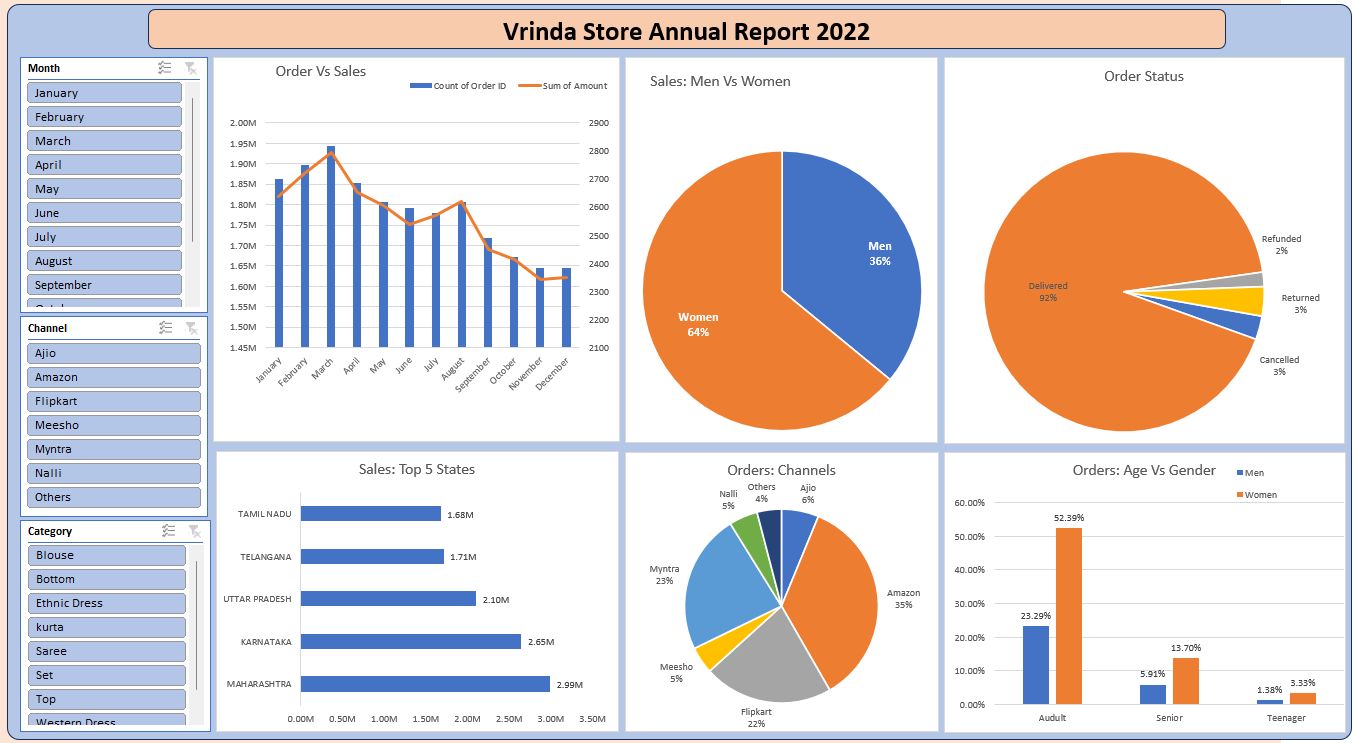 Vrinda Store Annual Report 2022
Month
January
February
March
April
May
June
July
August
September
Channel
Ajio
Amazon
Flipkart
Meesho
Myntra
Nalli
Others
Category
Blouse
Bottom
Ethnic Dress
kurta
Saree
Set
Top
Western Dress
Order Vs Sales
Count of Order ID
Sum of Amount
2.00M
1.95M
1.90M
1.85M
1.80M
1.75M
1.70M
1.65M
1.60M
1.55M
1.50M
1.45M
2900
2800
2700
2600
2500
2400
2300
2200
2100
January
February
March
April
May
June
July
August
September
October
November
December
Sales: Men Vs Women
Men
36%
Women
64%
Order Status
Refunded
2%
Delivered
92%
Returned
3%
Cancelled
3%
Sales: Top 5 States
TAMIL NADU
1.68M
TELANGANA
1.71M
UTTAR PRADESH
2.10M
KARNATAKA
2.65M
MAHARASHTRA
2.99M
0.00M 0.50M 1.00M 1.50M 2.00M 2.50M 3.00M 3.50M
Orders: Channels
Others
4%
Ajio
6%
Nalli
5%
Myntra
23%
Amazon
35%
Meesho
5%
Flipkart
22%
Orders: Age Vs Gender
Men
Women
60.00%
50.00%
40.00%
30.00%
20.00%
10.00%
0.00%
23.29%
52.39%
5.91%
13.70%
1.38%
3.33%
Audult
Senior
Teenager